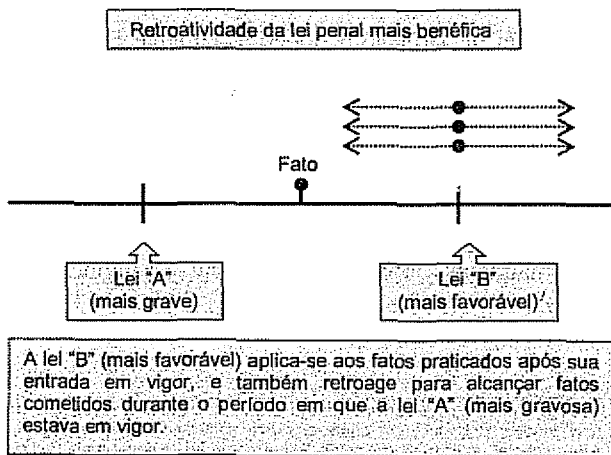 Retroatividade da lei penal mais benéfica
Fato
Lei "A"
(mais grave)
Lei "B"
(mais favorável)
A lei "B" (mais favorável) aplica-se aos fatos praticados após sua
entrada em vigor, e também retroage para alcançar fatos
cometidos durante o período em que a lei "A" (mais gravosa)
estava em vigor.